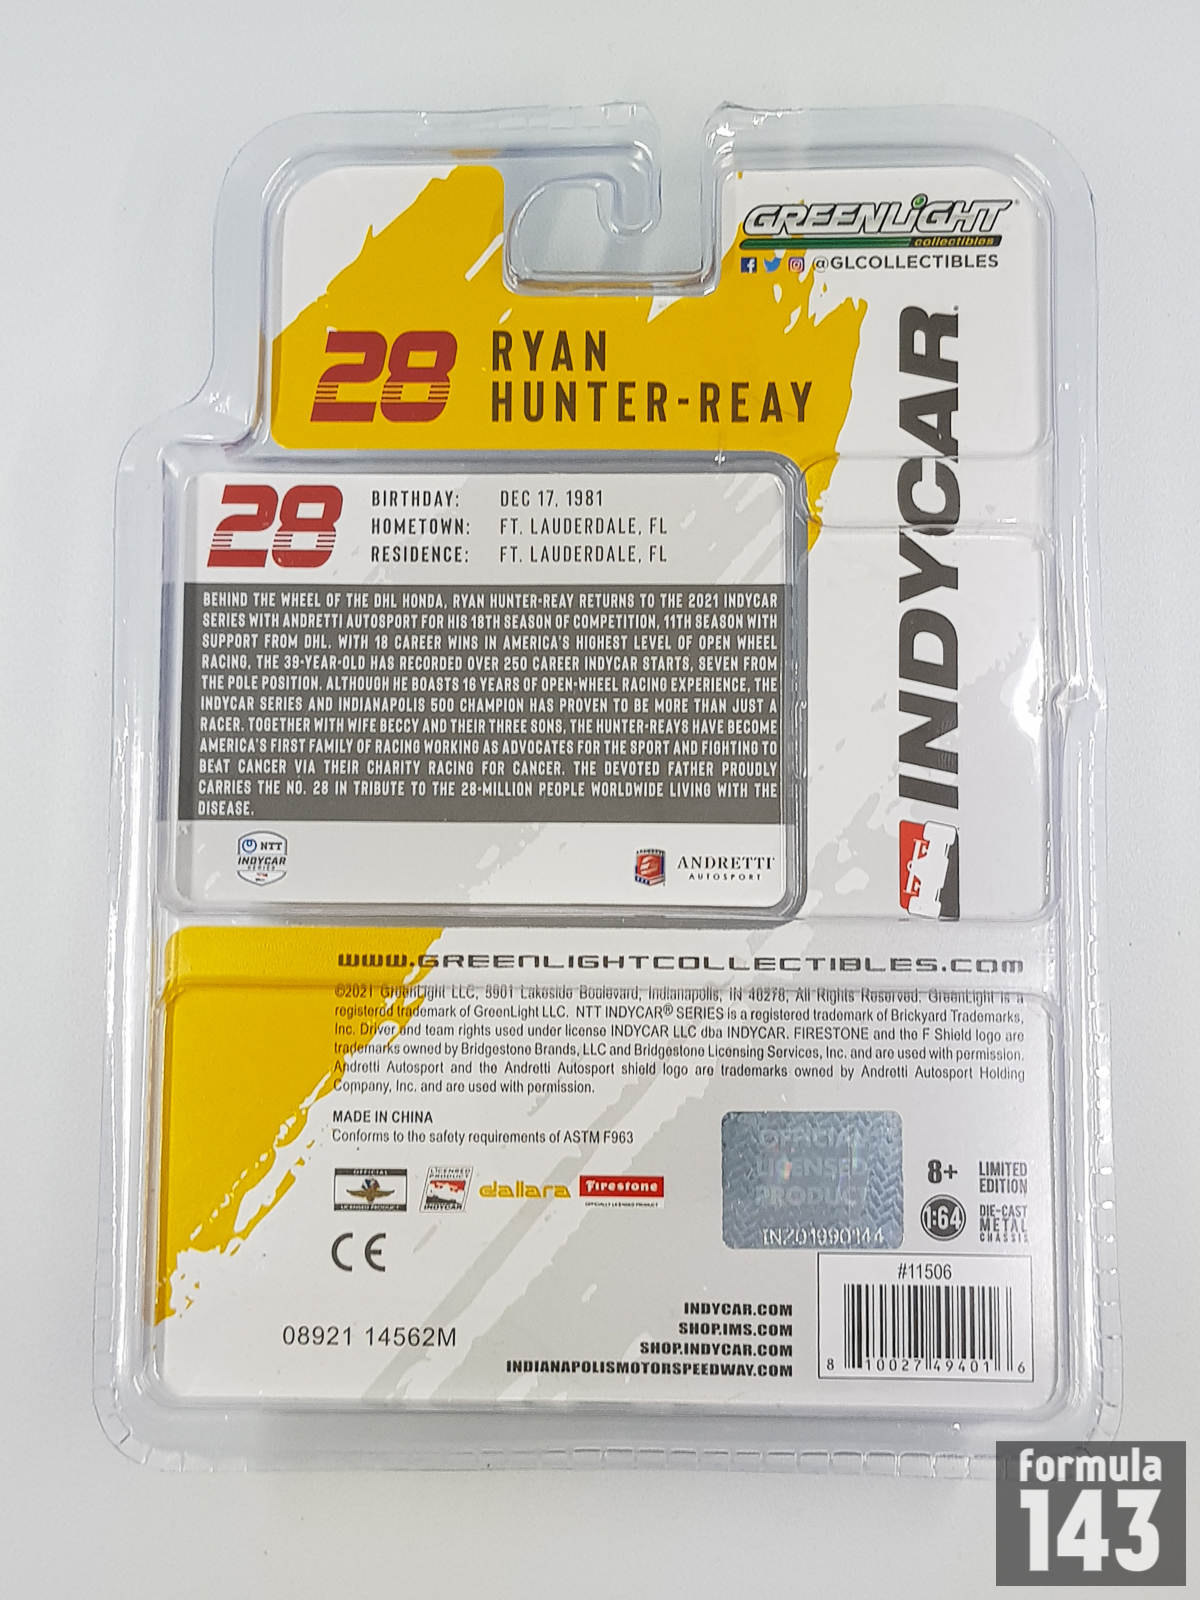 GREENLiGHT
collectibles
@GLCOLLECTIBLES
28
RYAN
HUNTER-REAY
INDYCAR
28
BIRTHDAY: DEC 17, 1981
HOMETOWN: FT. LAUDERDALE, FL
RESIDENCE: FT. LAUDERDALE, FL
BEHIND THE WHEEL OF THE DHL HONDA, RYAN HUNTER-REAY RETURNS TO THE 2021 INDYCAR
SERIES WITH ANDRETTI AUTOSPORT FOR HIS 18TH SEASON OF COMPETITION, 11TH SEASON WITH
SUPPORT FROM DHL. WITH 18 CAREER WINS IN AMERICA'S HIGHEST LEVEL OF OPEN WHEEL
RACING, THE 39-YEAR-OLD HAS RECORDED OVER 250 CAREER INDYCAR STARTS, SEVEN FROM
THE POLE POSITION. ALTHOUGH HE BOASTS 16 YEARS OF OPEN-WHEEL RACING EXPERIENCE, THE
INDYCAR SERIES AND INDIANAPOLIS 500 CHAMPION HAS PROVEN TO BE MORE THAN JUST A
RACER. TOGETHER WITH WIFE BECCY AND THEIR THREE SONS, THE HUNTER-REAYS HAVE BECOME
AMERICA'S FIRST FAMILY OF RACING WORKING AS ADVOCATES FOR THE SPORT AND FIGHTING TO
BEAT CANCER VIA THEIR CHARITY RACING FOR CANCER. THE DEVOTED FATHER PROUDLY
CARRIES THE NO. 28 IN TRIBUTE TO THE 28-MILLION PEOPLE WORLDWIDE LIVING WITH THE
DISEASE.
NTT
INDYCAR
SERIES
ANDRETTI
AUTOSPORT
WWW.GREENLIGHTCOLLECTIBLES.COM
©2021 GreenLight LLC, 5901 Lakeside Boulevard, Indianapolis, IN 46278, All Rights Reserved. GreenLight is a
registered trademark of GreenLight LLC. NTT INDYCAR® SERIES is a registered trademark of Brickyard Trademarks,
Inc. Driver and team rights used under license INDYCAR LLC dba INDYCAR. FIRESTONE and the F Shield logo are
trademarks owned by Bridgestone Brands, LLC and Bridgestone Licensing Services, Inc. and are used with permission.
Andretti Autosport and the Andretti Autosport shield logo are trademarks owned by Andretti Autosport Holding
Company, Inc. and are used with permission.
MADE IN CHINA
Conforms to the safety requirements of ASTM F963
OFFICIAL
LICENSED PRODUCT
LICENSED
PRODUCT
INDYCAR
dallara
Firestone
OFFICIALLY LICENSED PRODUCT
CE
OFFICIAL
LICENSED
PRODUCT
8+
LIMITED
EDITION
1:64
DIE-CAST
METAL
CHASSIS
#11506
8 10027 49401 6
INDYCAR.COM
SHOP.IMS.COM
SHOP.INDYCAR.COM
INDIANAPOLISMOTORSPEEDWAY.COM
08921 14562M
formula
143